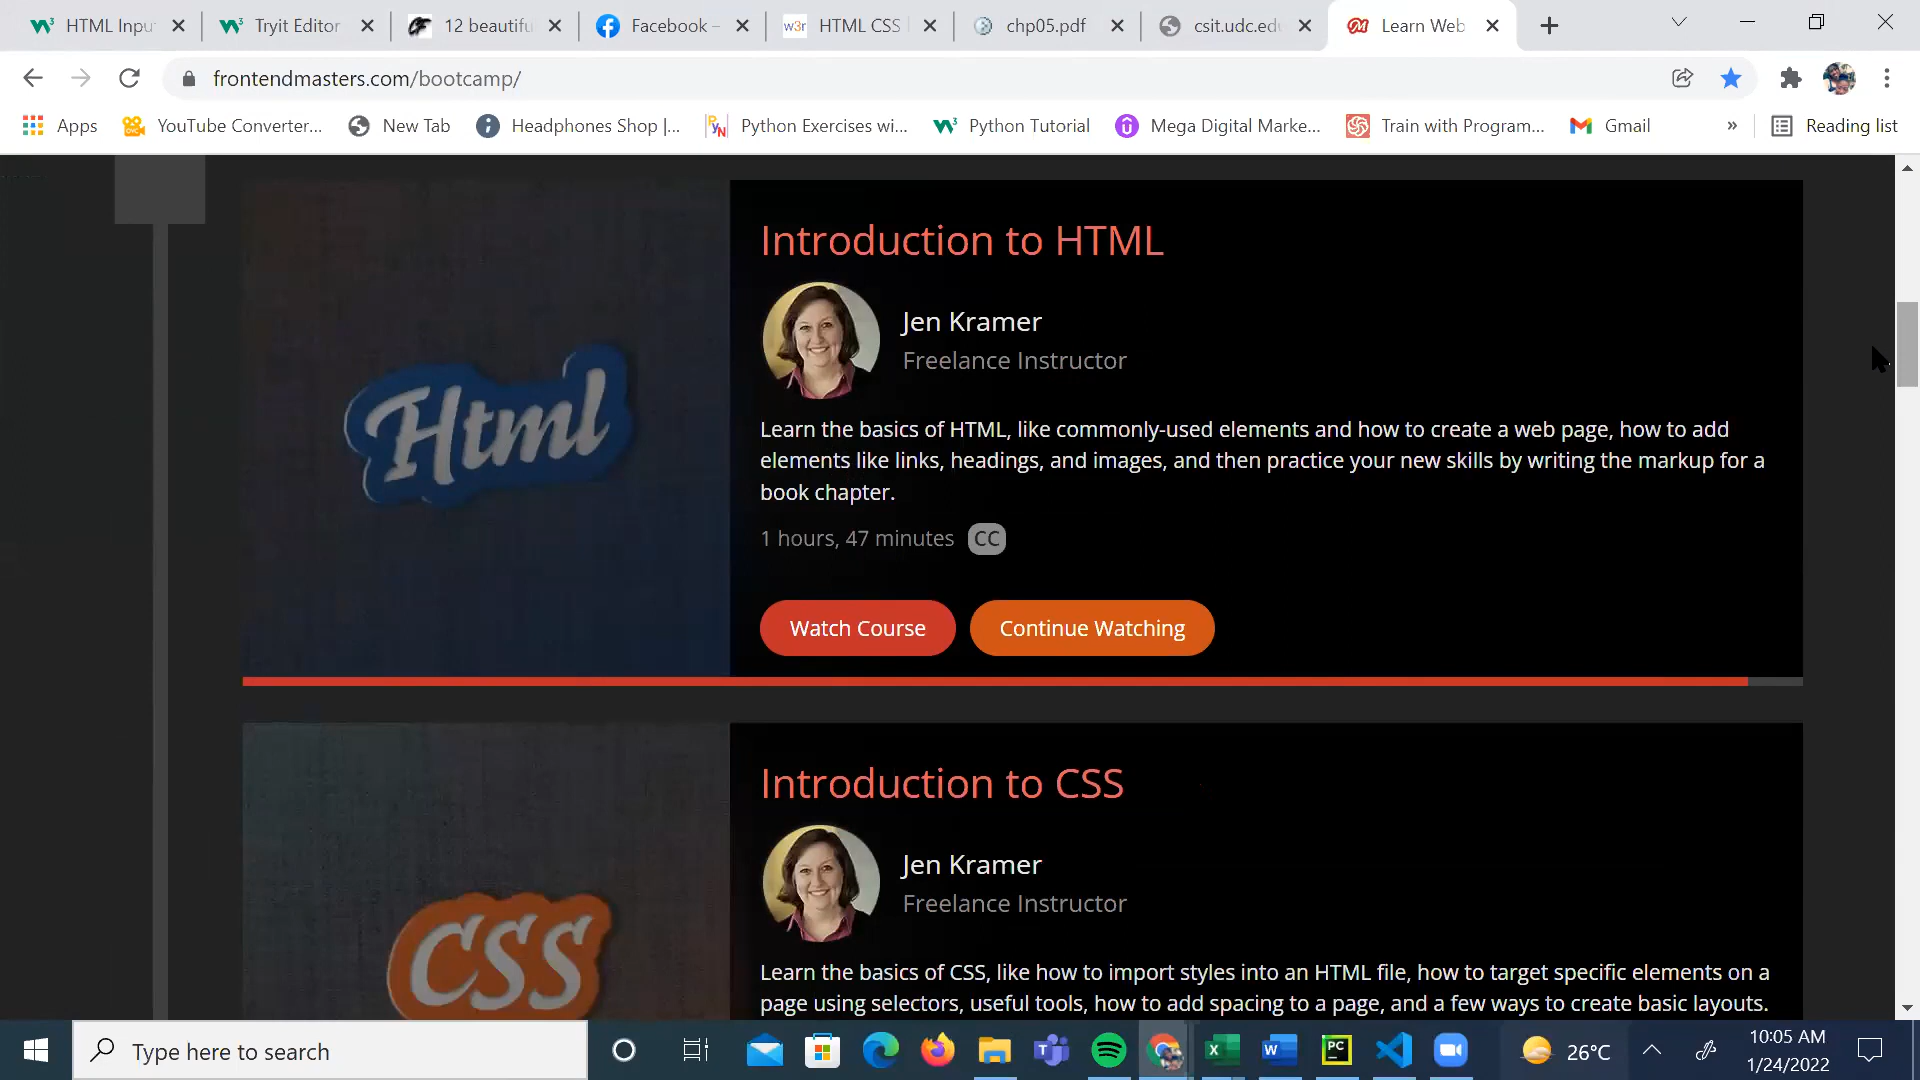 HTML Inpu
Tryit Editor
12 beautifu
Facebook –
w3r HTML CSS
chp05.pdf
csit.udc.ed
Learn Web
frontendmasters.com/bootcamp/
Apps
YouTube Converter...
New Tab
Headphones Shop |...
Python Exercises wi...
Python Tutorial
Mega Digital Marke...
Train with Program...
Gmail
»
Reading list
Html
Introduction to HTML
Jen Kramer
Freelance Instructor
Learn the basics of HTML, like commonly-used elements and how to create a web page, how to add
elements like links, headings, and images, and then practice your new skills by writing the markup for a
book chapter.
1 hours, 47 minutes CC
Watch Course
Continue Watching
CSS
Introduction to CSS
Jen Kramer
Freelance Instructor
Learn the basics of CSS, like how to import styles into an HTML file, how to target specific elements on a
page using selectors, useful tools, how to add spacing to a page, and a few ways to create basic layouts.
Type here to search
26°C
10:05 AM
1/24/2022